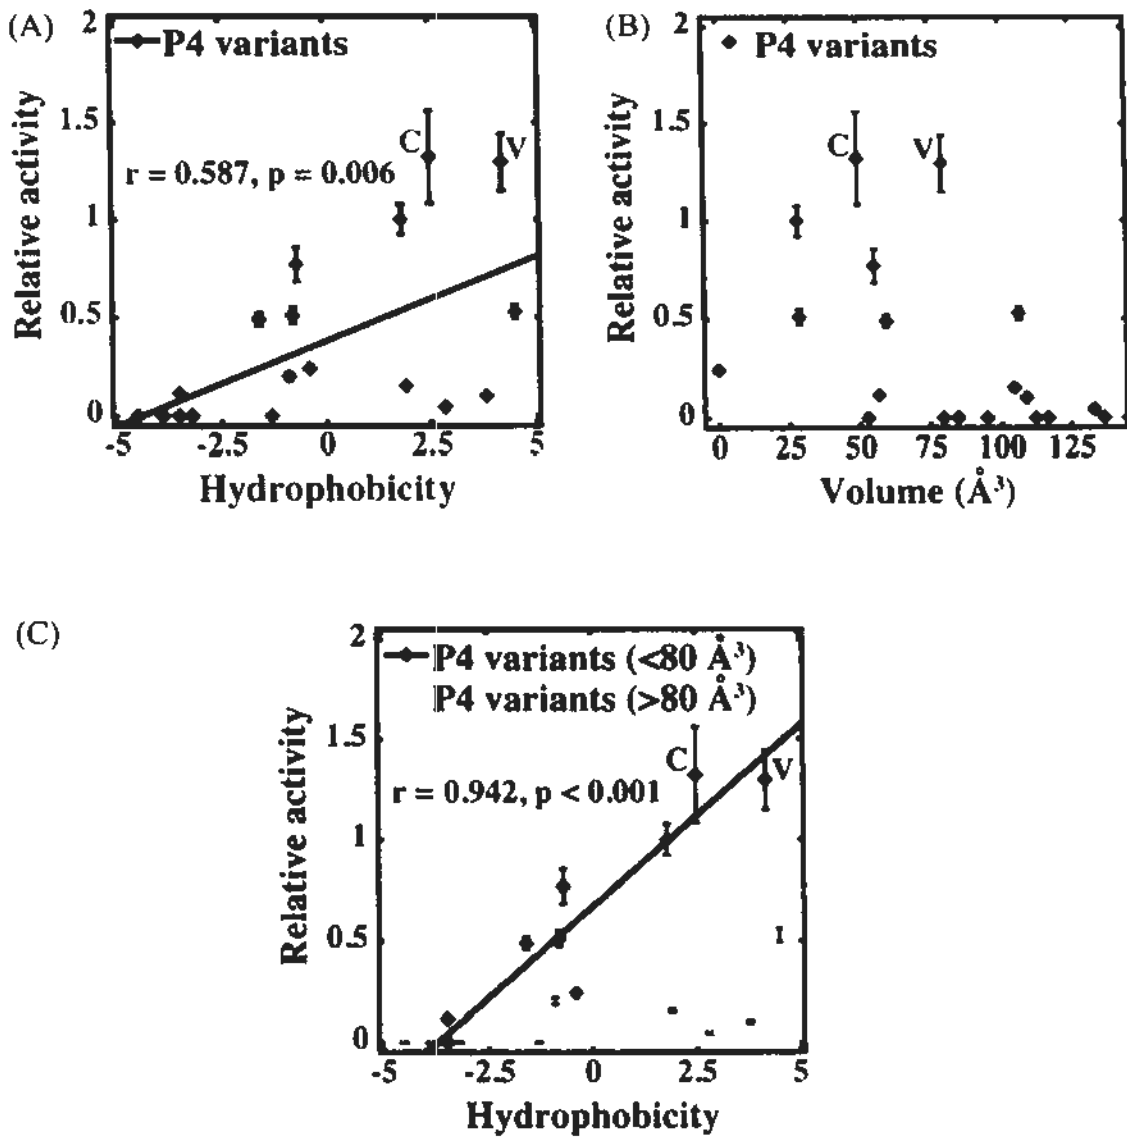 (A)
P4 variants
r = 0.587, p = 0.006
C
V
Relative activity
2
1.5
1
0.5
0
-5 -2.5 0 2.5 5
Hydrophobicity
(B)
P4 variants
C
V
Relative activity
2
1.5
1
0.5
0
0 25 50 75 100 125
Volume (Å³)
(C)
P4 variants (<80 Å³)
P4 variants (>80 Å³)
r = 0.942, p < 0.001
C
V
Relative activity
2
1.5
1
0.5
0
-5 -2.5 0 2.5 5
Hydrophobicity